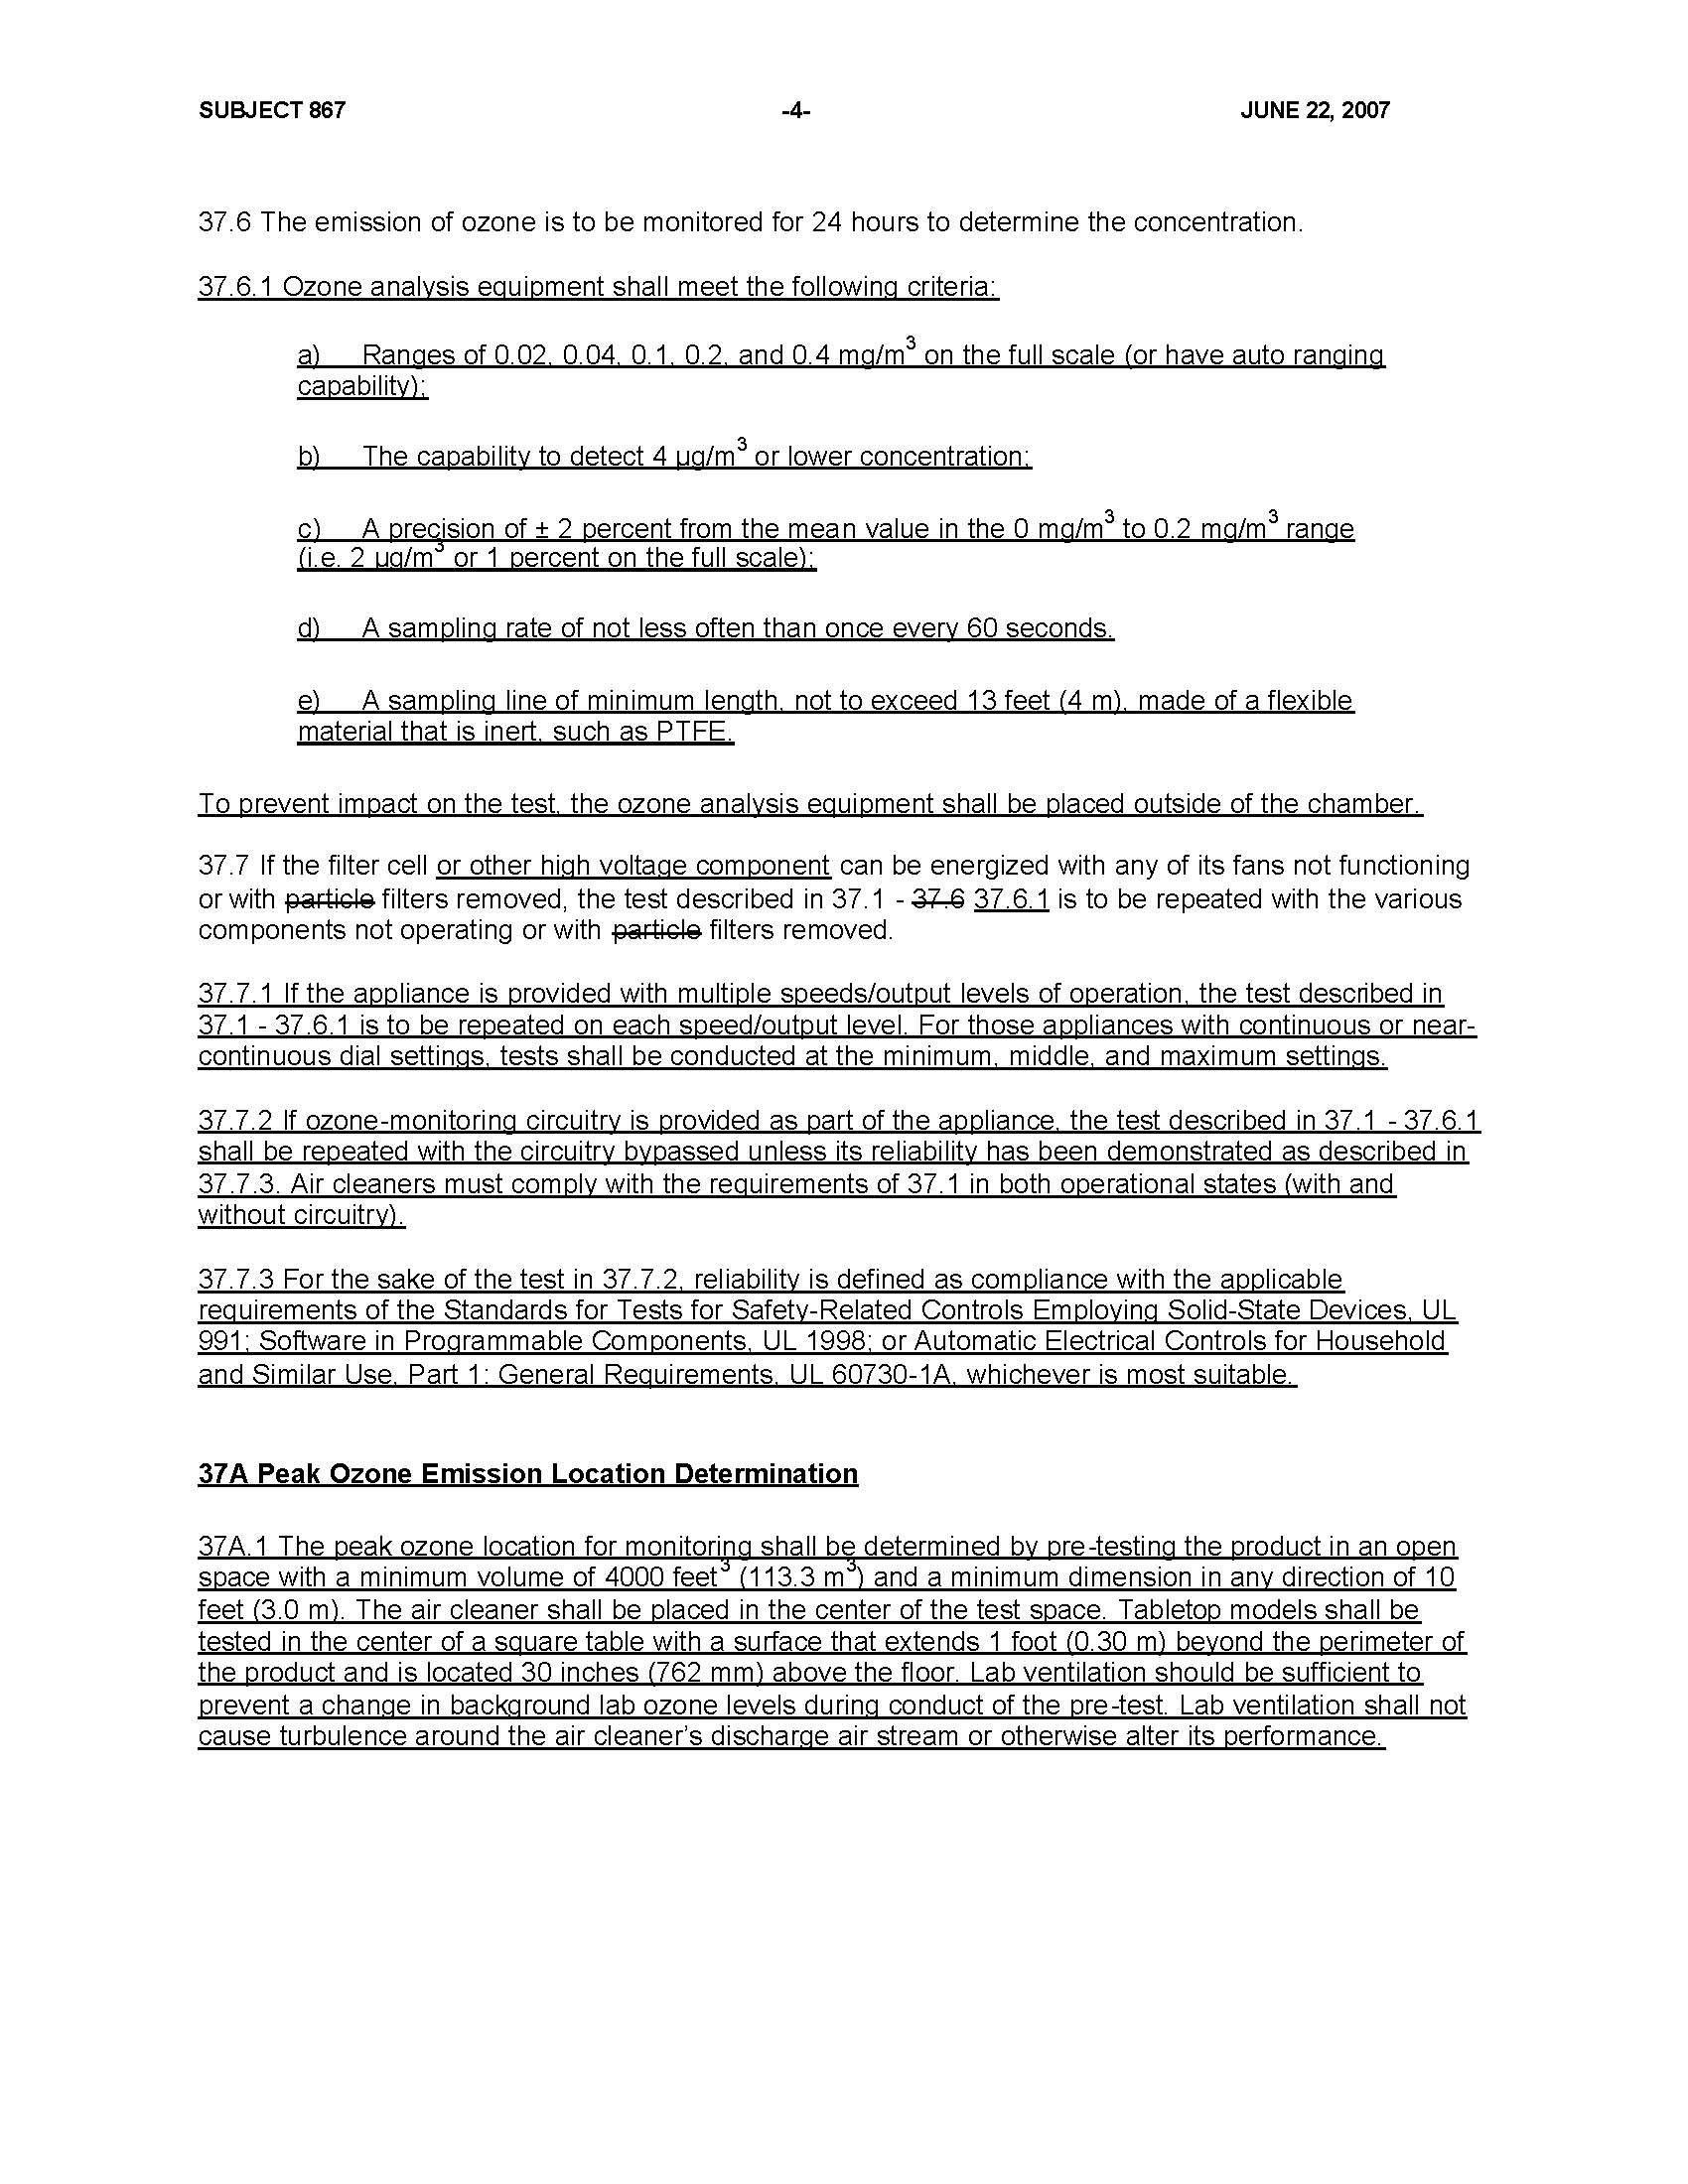 SUBJECT 867 -4- JUNE 22, 2007
37.6 The emission of ozone is to be monitored for 24 hours to determine the concentration.
37.6.1 Ozone analysis equipment shall meet the following criteria:
a) Ranges of 0.02, 0.04, 0.1, 0.2, and 0.4 mg/m³ on the full scale (or have auto ranging
capability);
b) The capability to detect 4 µg/m³ or lower concentration;
c) A precision of ± 2 percent from the mean value in the 0 mg/m³ to 0.2 mg/m³ range
(i.e. 2 µg/m³ or 1 percent on the full scale);
d) A sampling rate of not less often than once every 60 seconds.
e) A sampling line of minimum length, not to exceed 13 feet (4 m), made of a flexible
material that is inert, such as PTFE.
To prevent impact on the test, the ozone analysis equipment shall be placed outside of the chamber.
37.7 If the filter cell or other high voltage component can be energized with any of its fans not functioning
or with particle filters removed, the test described in 37.1 - 37.6 37.6.1 is to be repeated with the various
components not operating or with particle filters removed.
37.7.1 If the appliance is provided with multiple speeds/output levels of operation, the test described in
37.1 - 37.6.1 is to be repeated on each speed/output level. For those appliances with continuous or near-
continuous dial settings, tests shall be conducted at the minimum, middle, and maximum settings.
37.7.2 If ozone-monitoring circuitry is provided as part of the appliance, the test described in 37.1 - 37.6.1
shall be repeated with the circuitry bypassed unless its reliability has been demonstrated as described in
37.7.3. Air cleaners must comply with the requirements of 37.1 in both operational states (with and
without circuitry).
37.7.3 For the sake of the test in 37.7.2, reliability is defined as compliance with the applicable
requirements of the Standards for Tests for Safety-Related Controls Employing Solid-State Devices, UL
991; Software in Programmable Components, UL 1998; or Automatic Electrical Controls for Household
and Similar Use, Part 1: General Requirements, UL 60730-1A, whichever is most suitable.
37A Peak Ozone Emission Location Determination
37A.1 The peak ozone location for monitoring shall be determined by pre-testing the product in an open
space with a minimum volume of 4000 feet³ (113.3 m³) and a minimum dimension in any direction of 10
feet (3.0 m). The air cleaner shall be placed in the center of the test space. Tabletop models shall be
tested in the center of a square table with a surface that extends 1 foot (0.30 m) beyond the perimeter of
the product and is located 30 inches (762 mm) above the floor. Lab ventilation should be sufficient to
prevent a change in background lab ozone levels during conduct of the pre-test. Lab ventilation shall not
cause turbulence around the air cleaner’s discharge air stream or otherwise alter its performance.